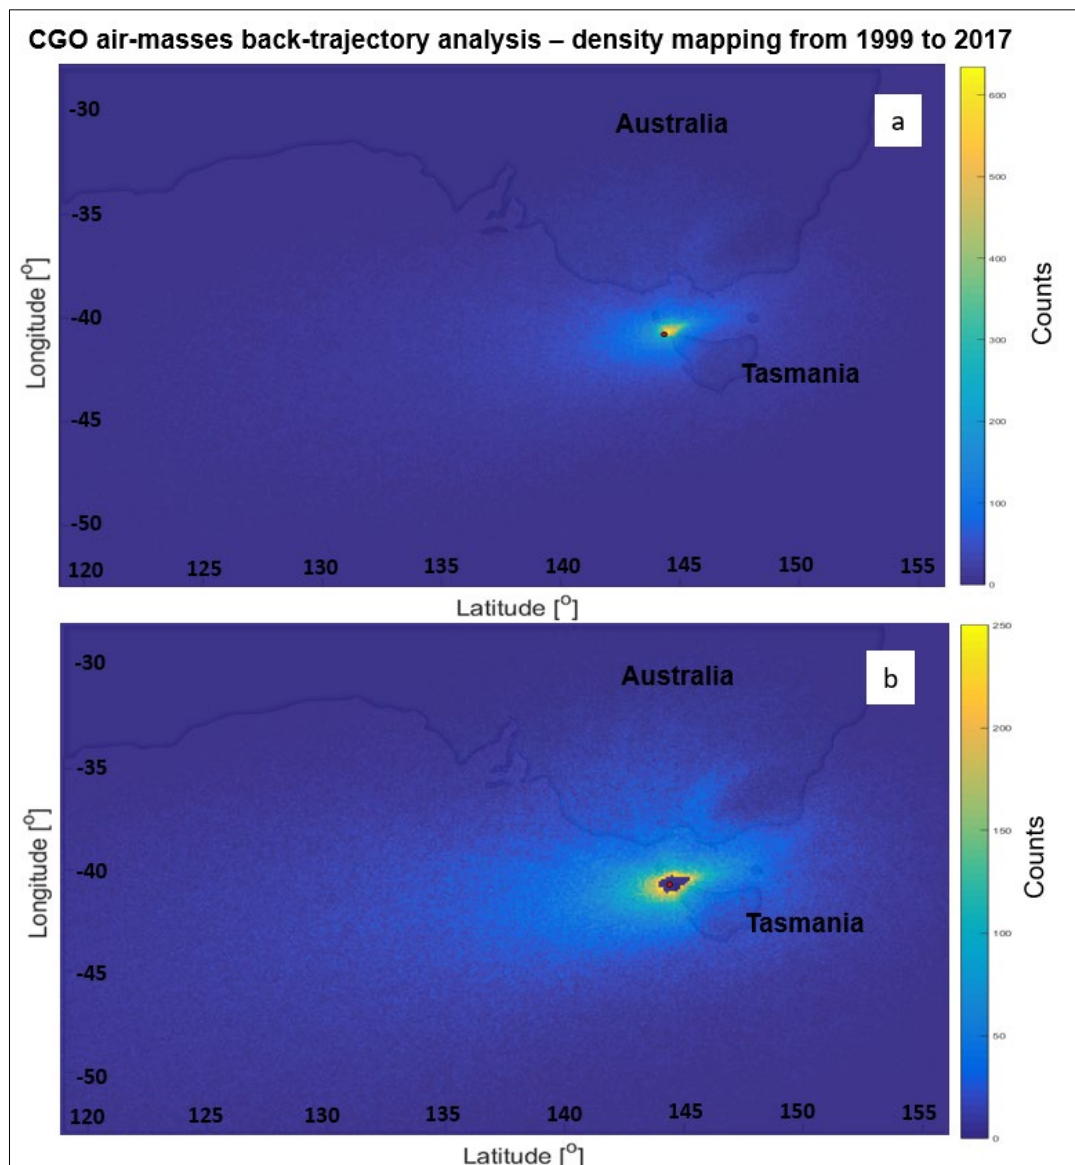 CGO air-masses back-trajectory analysis – density mapping from 1999 to 2017
a
Australia
Tasmania
-30
-35
-40
-45
-50
Longitude [o]
120 125 130 135 140 145 150 155
Latitude [o]
600
500
400
300
200
100
0
Counts
b
Australia
Tasmania
-30
-35
-40
-45
-50
Longitude [o]
120 125 130 135 140 145 150 155
Latitude [o]
250
200
150
100
50
0
Counts